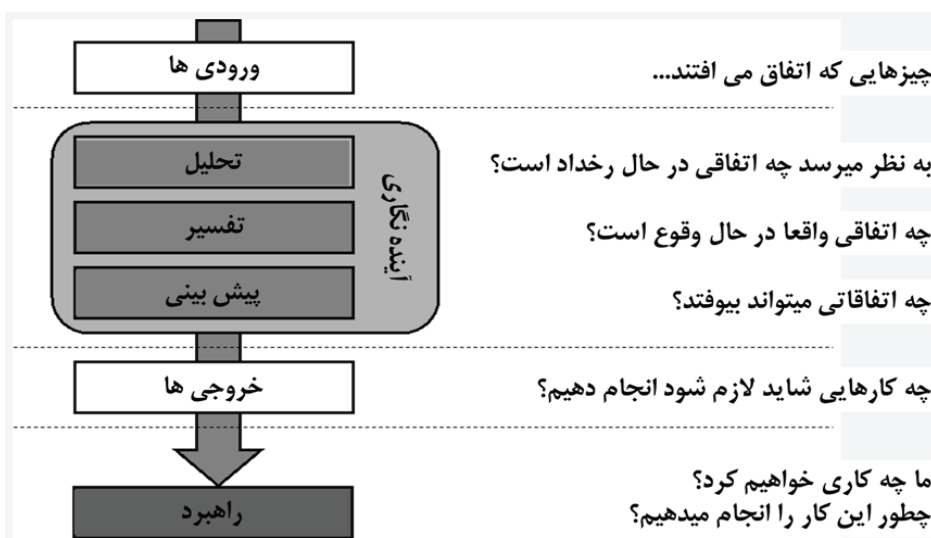 ورودی ها
چیزهایی که اتفاق می افتند...
تحلیل
به نظر میرسد چه اتفاقی در حال رخداد است؟
آینده نگاری
تفسیر
چه اتفاقی واقعا در حال وقوع است؟
پیش بینی
چه اتفاقاتی میتواند بیوفتد؟
خروجی ها
چه کارهایی شاید لازم شود انجام دهیم؟
راهبرد
ما چه کاری خواهیم کرد؟
چطور این کار را انجام میدهیم؟